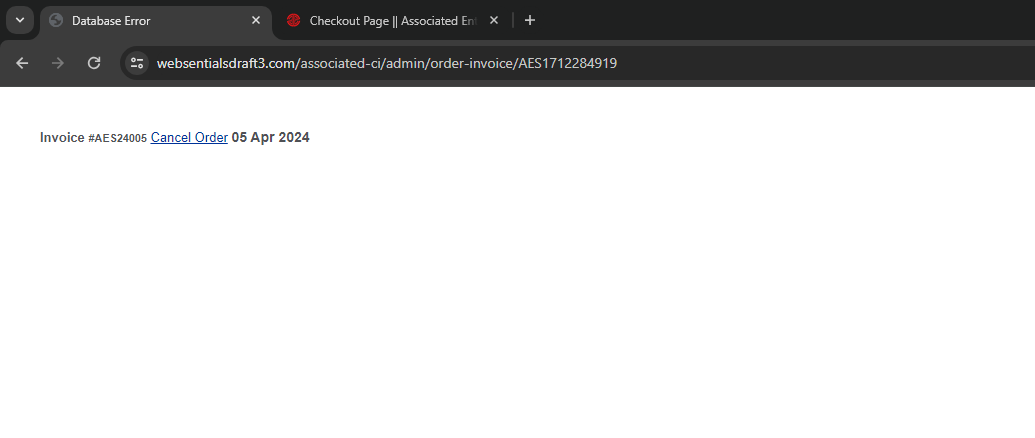 Database Error
Checkout Page || Associated Ent
websentialsdraft3.com/associated-ci/admin/order-invoice/AES1712284919
Invoice #AES24005 Cancel Order 05 Apr 2024